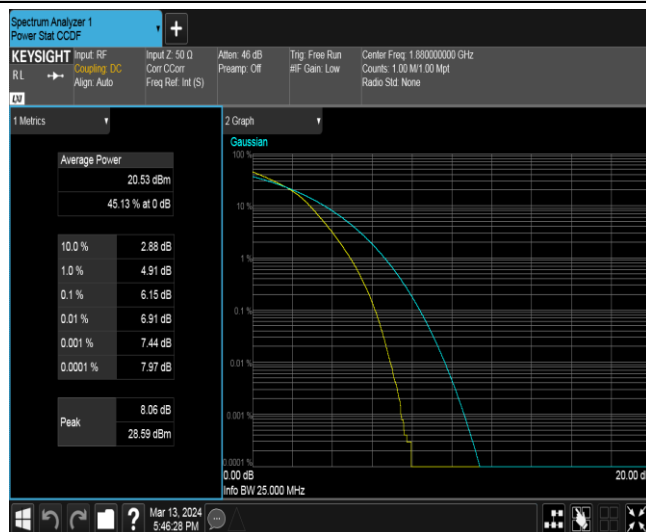 Spectrum Analyzer 1
Power Stat CCDF
KEYSIGHT
RL
LXI
Input: RF
Coupling: DC
Align: Auto
Input Z: 50 Ω
Corr CCorr
Freq Ref: Int (S)
Atten: 46 dB
Preamp: Off
Trig: Free Run
#IF Gain: Low
Center Freq: 1.880000000 GHz
Counts: 1.00 M/1.00 Mpt
Radio Std: None
1 Metrics
Average Power
20.53 dBm
45.13 % at 0 dB
10.0 % 2.88 dB
1.0 % 4.91 dB
0.1 % 6.15 dB
0.01 % 6.91 dB
0.001 % 7.44 dB
0.0001 % 7.97 dB
Peak
8.06 dB
28.59 dBm
2 Graph
Gaussian
100 %
10 %
1 %
0.1 %
0.01 %
0.001 %
0.0001 %
0.00 dB
20.00 d
Info BW 25.000 MHz
?
Mar 13, 2024
5:46:28 PM